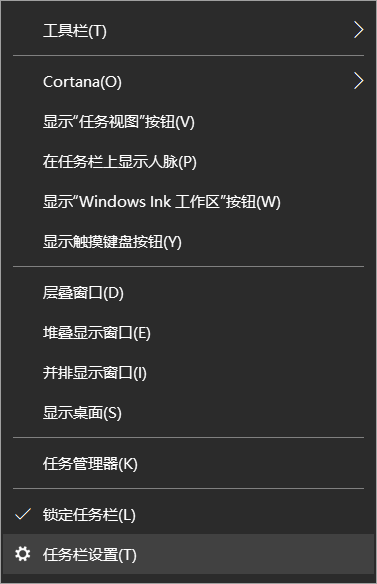 工具栏(T)
Cortana(O)
显示“任务视图”按钮(V)
在任务栏上显示人脉(P)
显示“Windows Ink 工作区”按钮(W)
显示触摸键盘按钮(Y)
层叠窗口(D)
堆叠显示窗口(E)
并排显示窗口(I)
显示桌面(S)
任务管理器(K)
锁定任务栏(L)
任务栏设置(T)